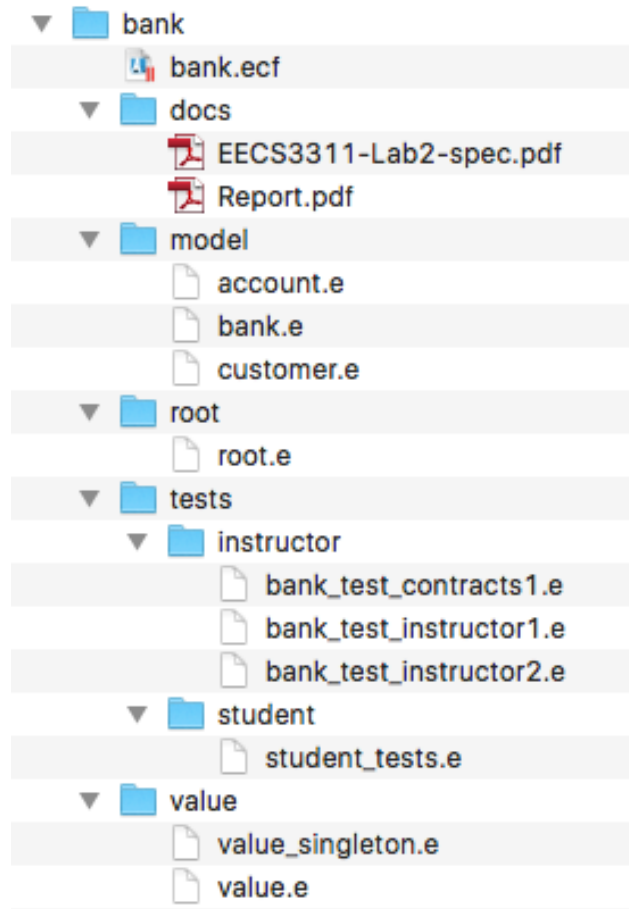 bank
bank.ecf
docs
EECS3311-Lab2-spec.pdf
Report.pdf
model
account.e
bank.e
customer.e
root
root.e
tests
instructor
bank_test_contracts1.e
bank_test_instructor1.e
bank_test_instructor2.e
student
student_tests.e
value
value_singleton.e
value.e